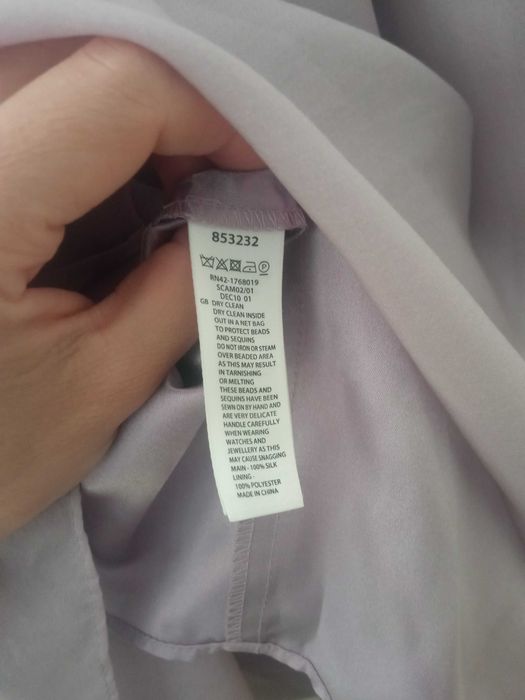 853232
RN42-1768019
SCAM02/01
DEC10 01
GB DRY CLEAN
DRY CLEAN INSIDE
OUT IN A NET BAG
TO PROTECT BEADS
AND SEQUINS
DO NOT IRON OR STEAM
OVER BEADED AREA
AS THIS MAY RESULT
IN TARNISHING
OR MELTING
THESE BEADS AND
SEQUINS HAVE BEEN
SEWN ON BY HAND AND
ARE VERY DELICATE
HANDLE CAREFULLY
WHEN WEARING
WATCHES AND
JEWELLERY AS THIS
MAY CAUSE SNAGGING
MAIN - 100% SILK
LINING -
100% POLYESTER
MADE IN CHINA